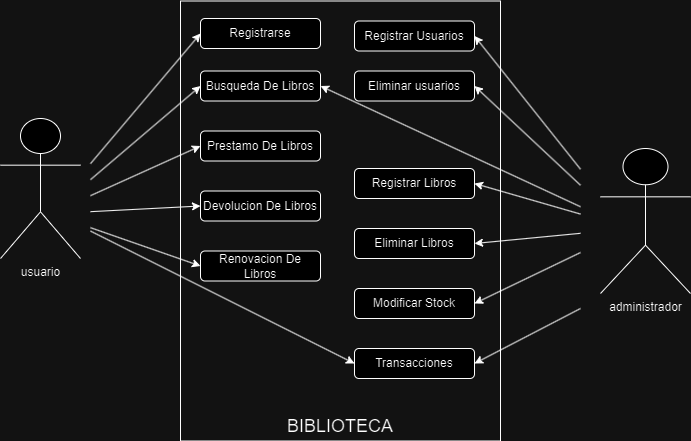 Registrarse
Registrar Usuarios
Busqueda De Libros
Eliminar usuarios
Prestamo De Libros
Registrar Libros
Devolucion De Libros
Eliminar Libros
Renovacion De
Libros
usuario
Modificar Stock
administrador
Transacciones
BIBLIOTECA